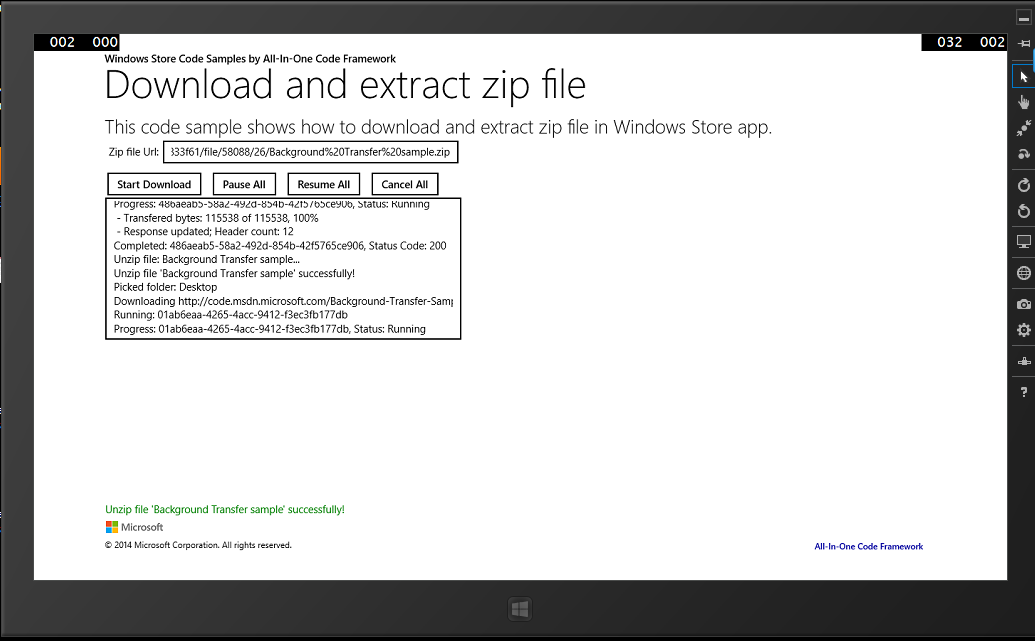 002 000
032 002
Windows Store Code Samples by All-In-One Code Framework
Download and extract zip file
This code sample shows how to download and extract zip file in Windows Store app.
Zip file Url: 333f61/file/58088/26/Background%20Transfer%20sample.zip
Start Download Pause All Resume All Cancel All
Progress: 486aeab5-58a2-492d-854b-42f5765ce906, Status: Running
- Transfered bytes: 115538 of 115538, 100%
- Response updated; Header count: 12
Completed: 486aeab5-58a2-492d-854b-42f5765ce906, Status Code: 200
Unzip file: Background Transfer sample...
Unzip file 'Background Transfer sample' successfully!
Picked folder: Desktop
Downloading http://code.msdn.microsoft.com/Background-Transfer-Samp
Running: 01ab6eaa-4265-4acc-9412-f3ec3fb177db
Progress: 01ab6eaa-4265-4acc-9412-f3ec3fb177db, Status: Running
Unzip file 'Background Transfer sample' successfully!
Microsoft
© 2014 Microsoft Corporation. All rights reserved.
All-In-One Code Framework
?